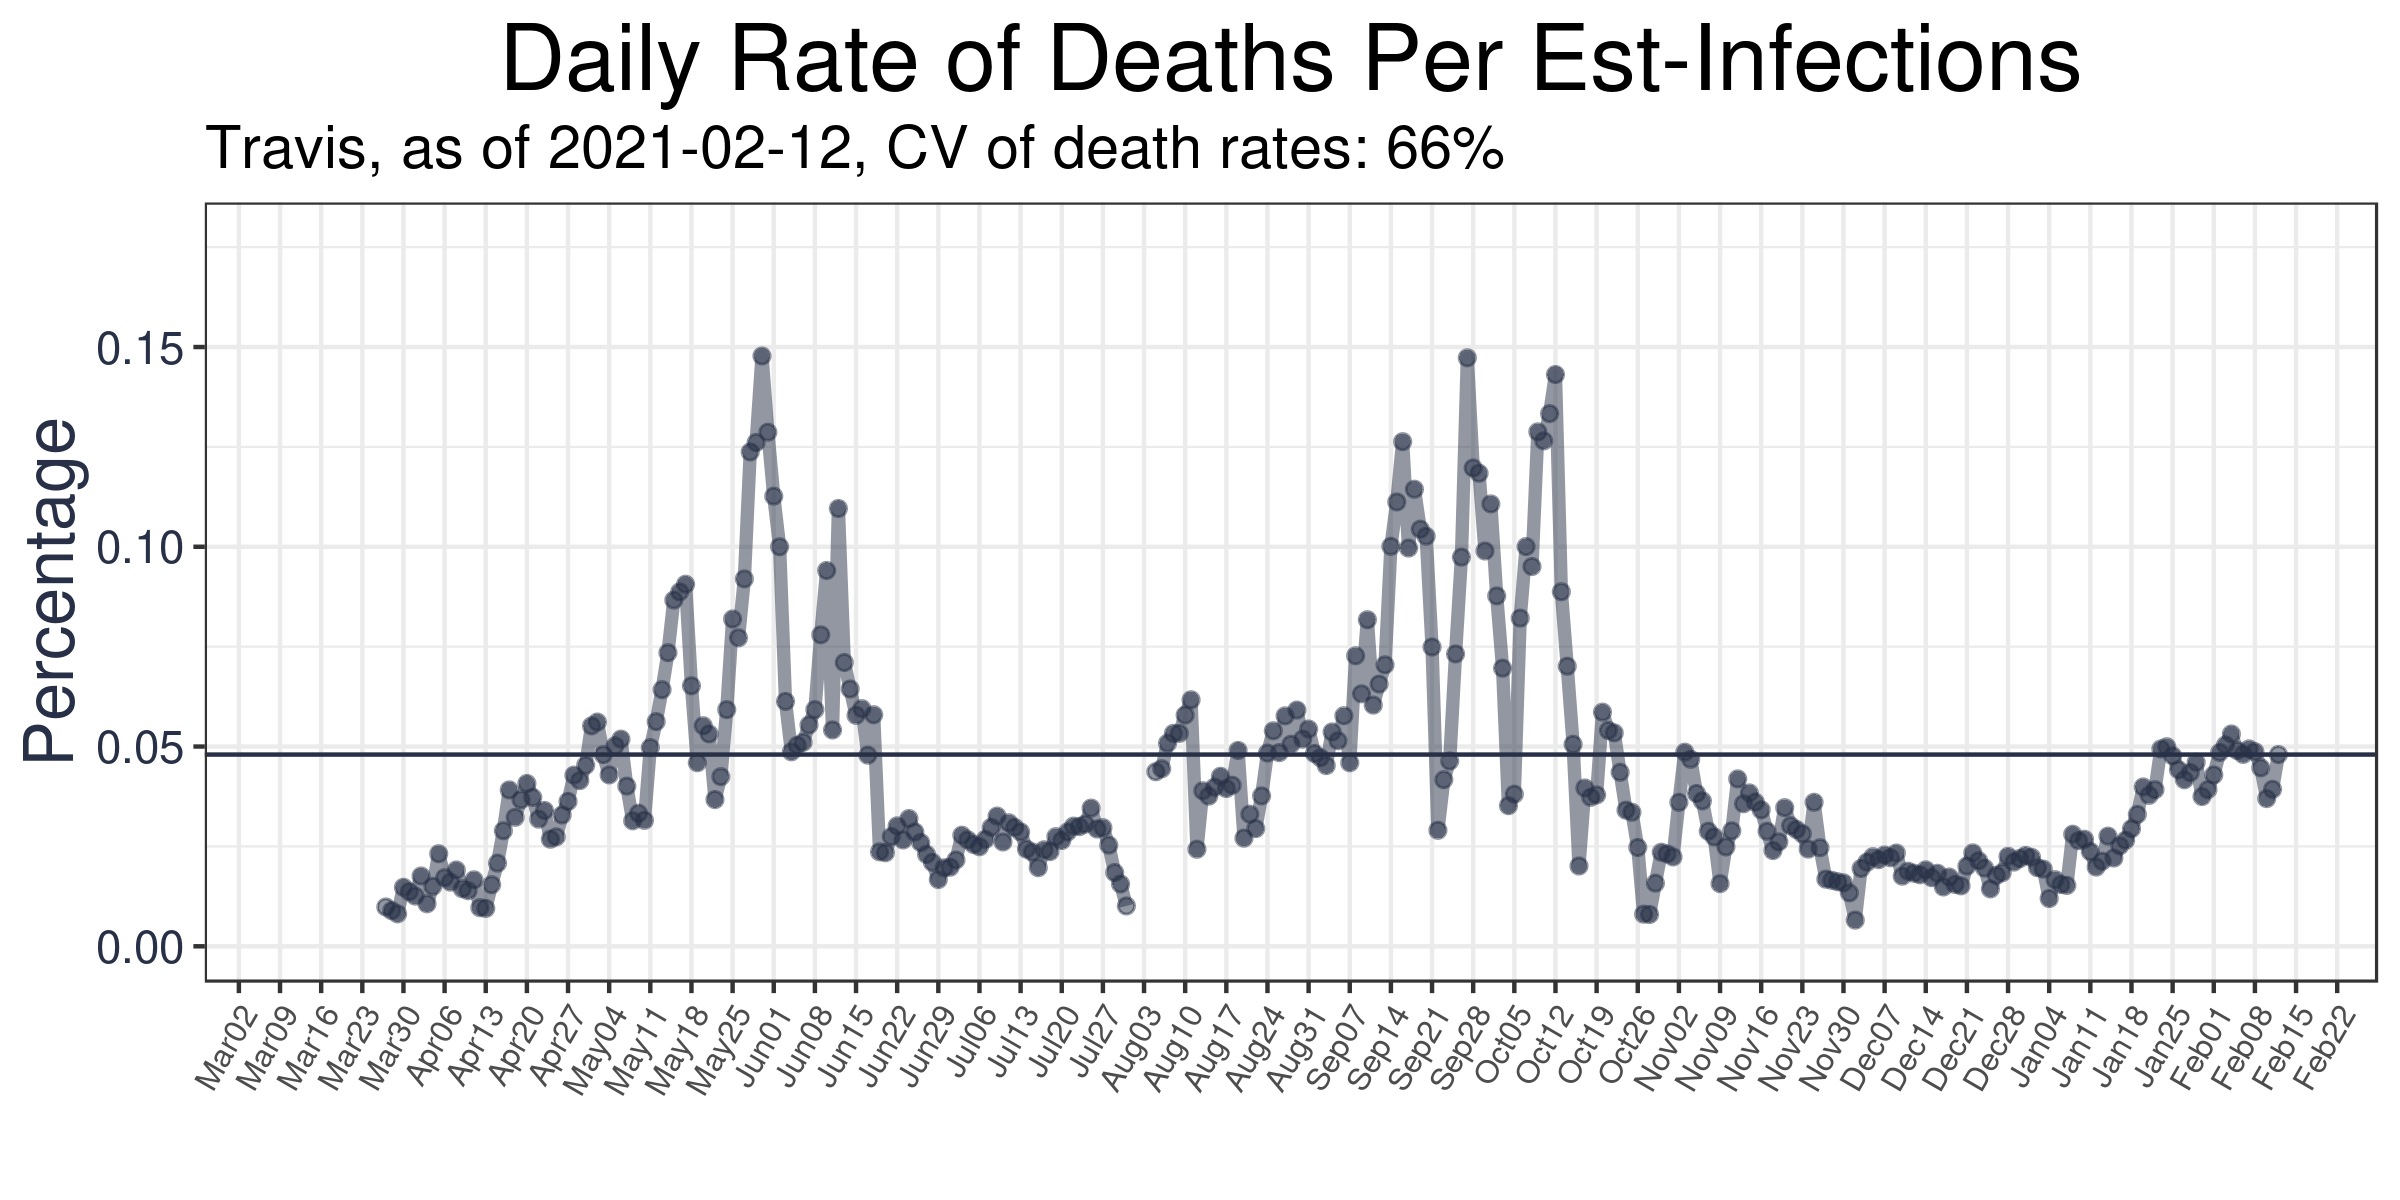 Daily Rate of Deaths Per Est-Infections
Travis, as of 2021-02-12, CV of death rates: 66%
Percentage
0.15
0.10
0.05
0.00
Mar02
Mar09
Mar16
Mar23
Mar30
Apr06
Apr13
Apr20
Apr27
May04
May11
May18
May25
Jun01
Jun08
Jun15
Jun22
Jun29
Jul06
Jul13
Jul20
Jul27
Aug03
Aug10
Aug17
Aug24
Aug31
Sep07
Sep14
Sep21
Sep28
Oct05
Oct12
Oct19
Oct26
Nov02
Nov09
Nov16
Nov23
Nov30
Dec07
Dec14
Dec21
Dec28
Jan04
Jan11
Jan18
Jan25
Feb01
Feb08
Feb15
Feb22